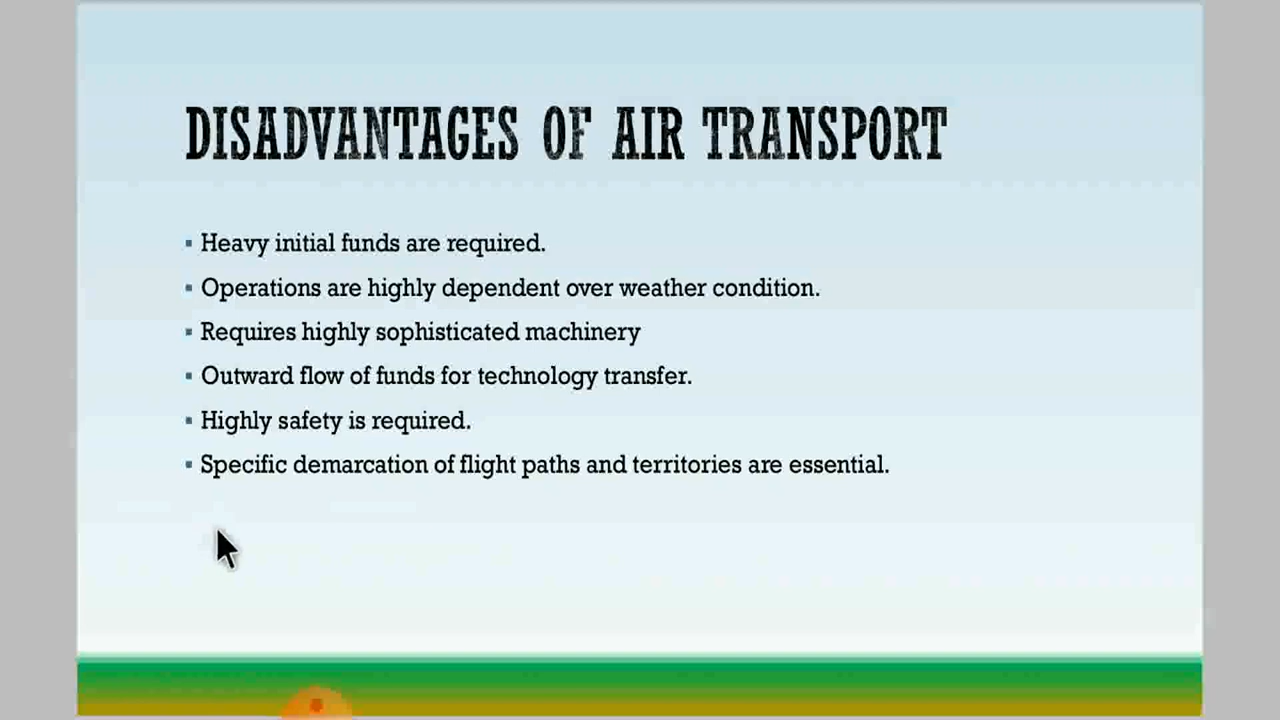 DISADVANTAGES OF AIR TRANSPORT
▪ Heavy initial funds are required.
▪ Operations are highly dependent over weather condition.
▪ Requires highly sophisticated machinery
▪ Outward flow of funds for technology transfer.
▪ Highly safety is required.
▪ Specific demarcation of flight paths and territories are essential.